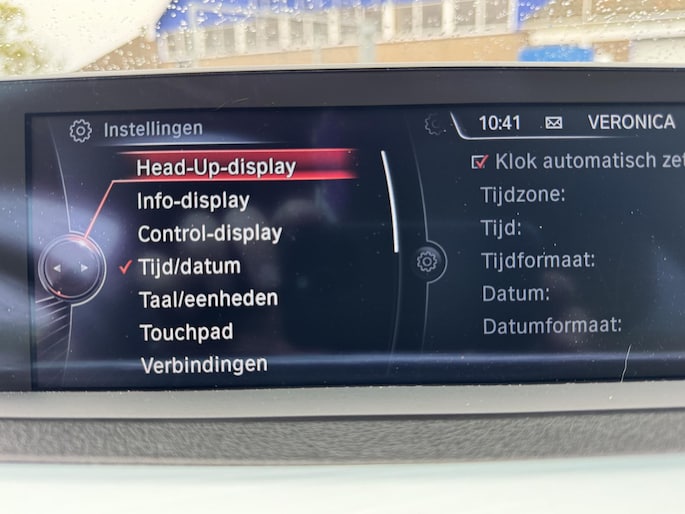 Instellingen
10:41 VERONICA
Head-Up-display
Info-display
Control-display
Tijd/datum
Taal/eenheden
Touchpad
Verbindingen
Klok automatisch
Tijdzone:
Tijd:
Tijdformaat:
Datum:
Datumformaat: